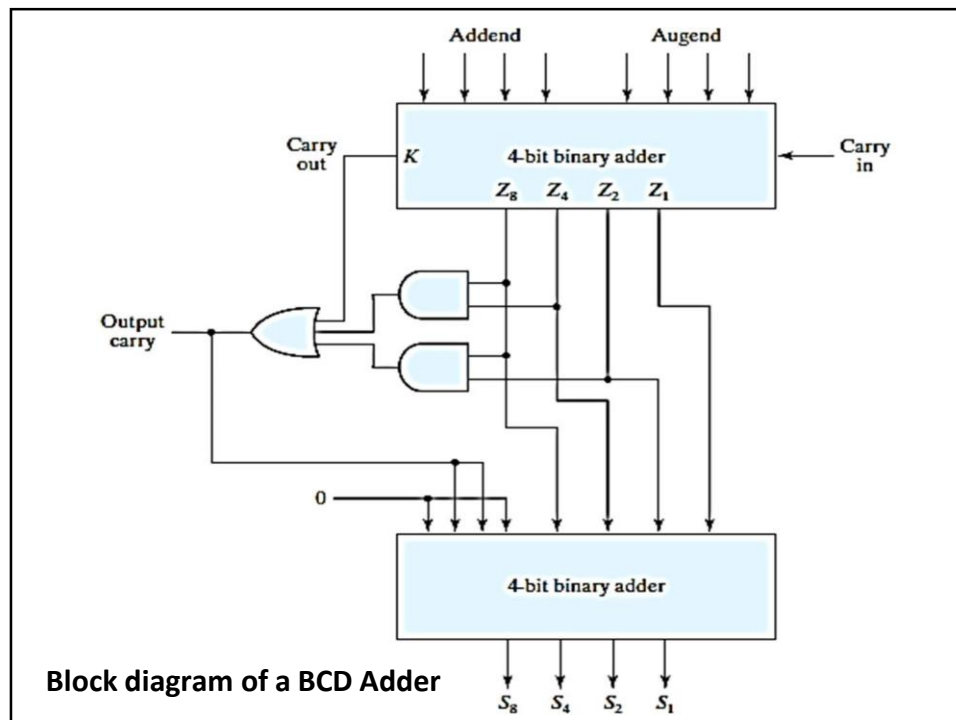 Addend Augend
Carry out
K 4-bit binary adder
Carry in
Z₈ Z₄ Z₂ Z₁
Output carry
0
4-bit binary adder
Block diagram of a BCD Adder
S₈ S₄ S₂ S₁